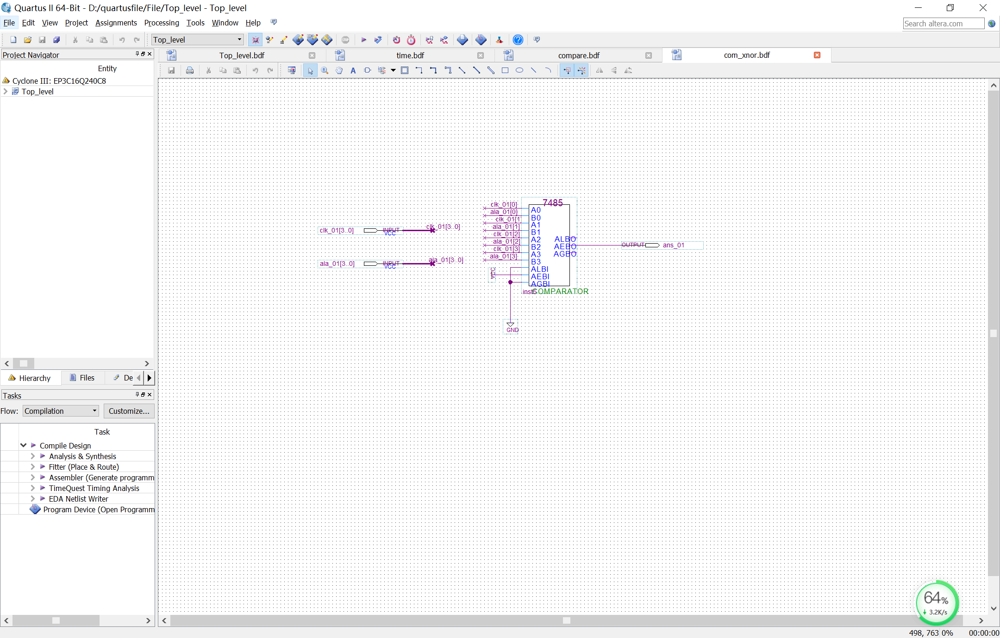 Quartus II 64-Bit - D:/quartusfile/File/Top_level - Top_level
File Edit View Project Assignments Processing Tools Window Help
Search altera.com
Top_level
STOP
Project Navigator
Top_level.bdf
time.bdf
compare.bdf
com_xnor.bdf
Entity
Cyclone III: EP3C16Q240C8
Top_level
Hierarchy
Files
De
Tasks
Flow:
Compilation
Customize...
Task
Compile Design
Analysis & Synthesis
Fitter (Place & Route)
Assembler (Generate programm
TimeQuest Timing Analysis
EDA Netlist Writer
Program Device (Open Programm
clk_01[3..0]
INPUT
VCC
clk_01[3..0]
ala_01[3..0]
INPUT
VCC
ala_01[3..0]
clk_01[0]
ala_01[0]
clk_01[1
ala_01[1]
clk_01[2]
ala_01[2]
clk_01[3]
ala_01[3]
VCC
GND
7485
A0
B0
A1
B1
A2
B2
A3
B3
ALBI
AEBI
AGBI
ALBO
AEBO
AGBO
inst5
COMPARATOR
OUTPUT
ans_01
64%
3.2K/s
498, 763 0% 00:00:00